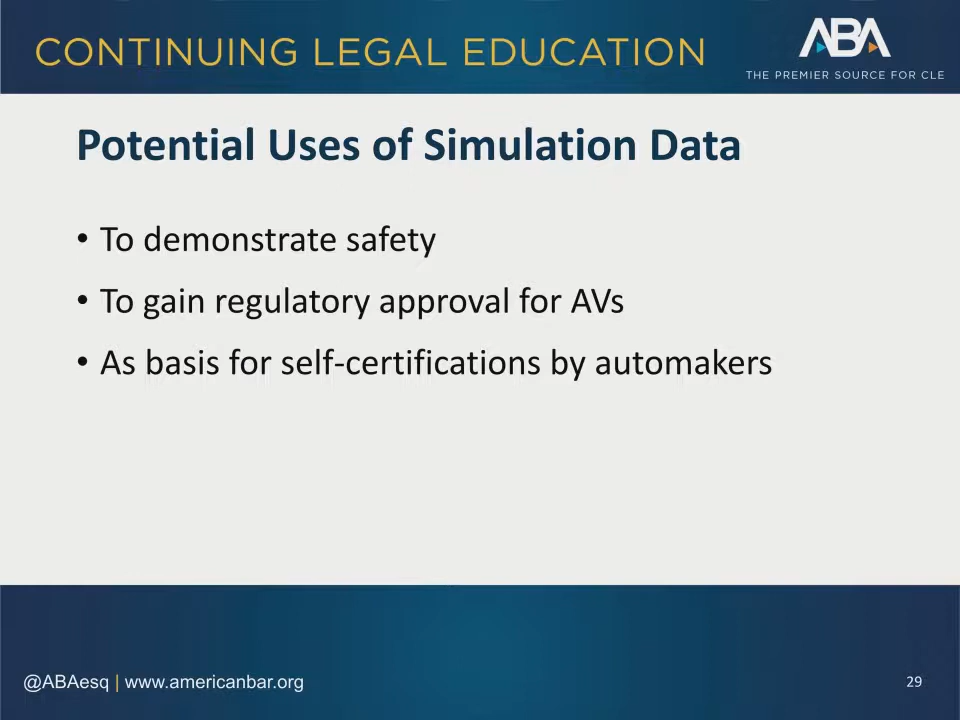 CONTINUING LEGAL EDUCATION
ABA
THE PREMIER SOURCE FOR CLE
Potential Uses of Simulation Data
• To demonstrate safety
• To gain regulatory approval for AVs
• As basis for self-certifications by automakers
@ABAesq | www.americanbar.org
29